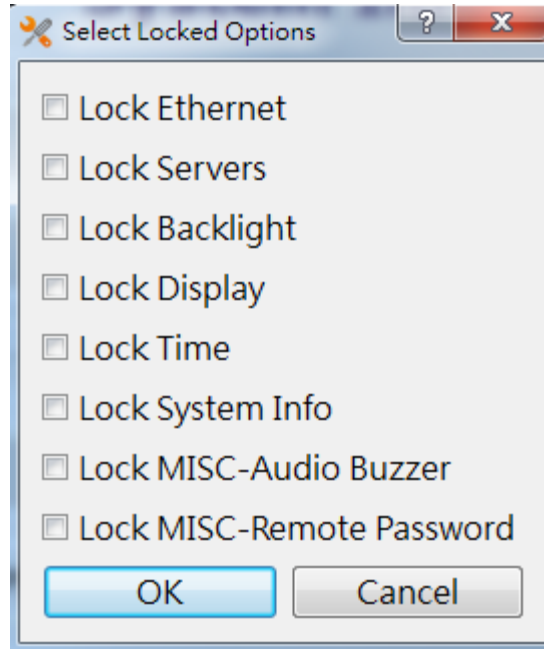 Select Locked Options
Lock Ethernet
Lock Servers
Lock Backlight
Lock Display
Lock Time
Lock System Info
Lock MISC-Audio Buzzer
Lock MISC-Remote Password
OK Cancel